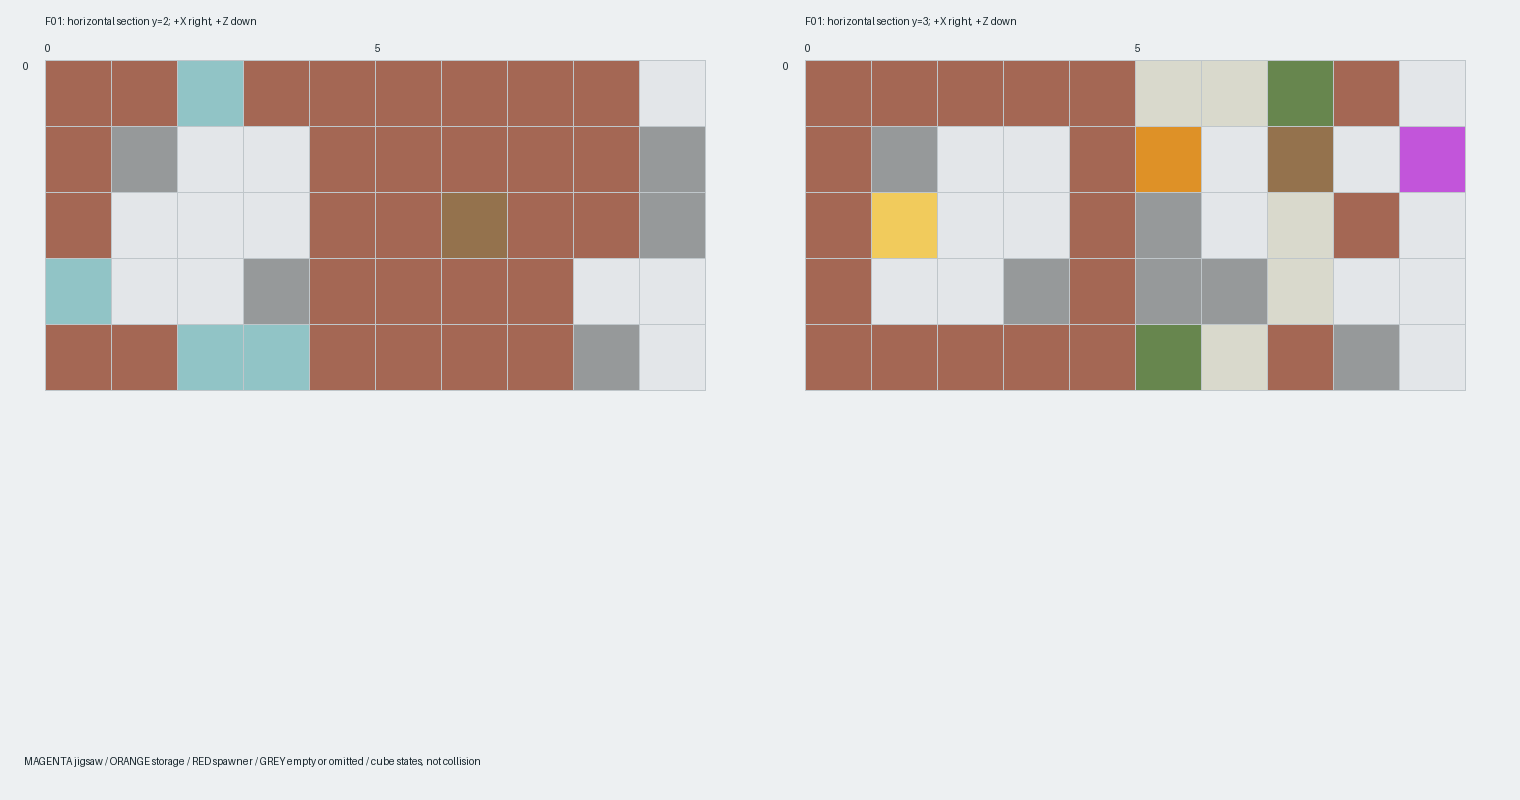 F01: horizontal section y=2; +X right, +Z down
F01: horizontal section y=3; +X right, +Z down
0 5
0 5
0
0
MAGENTA jigsaw / ORANGE storage / RED spawner / GREY empty or omitted / cube states, not collision